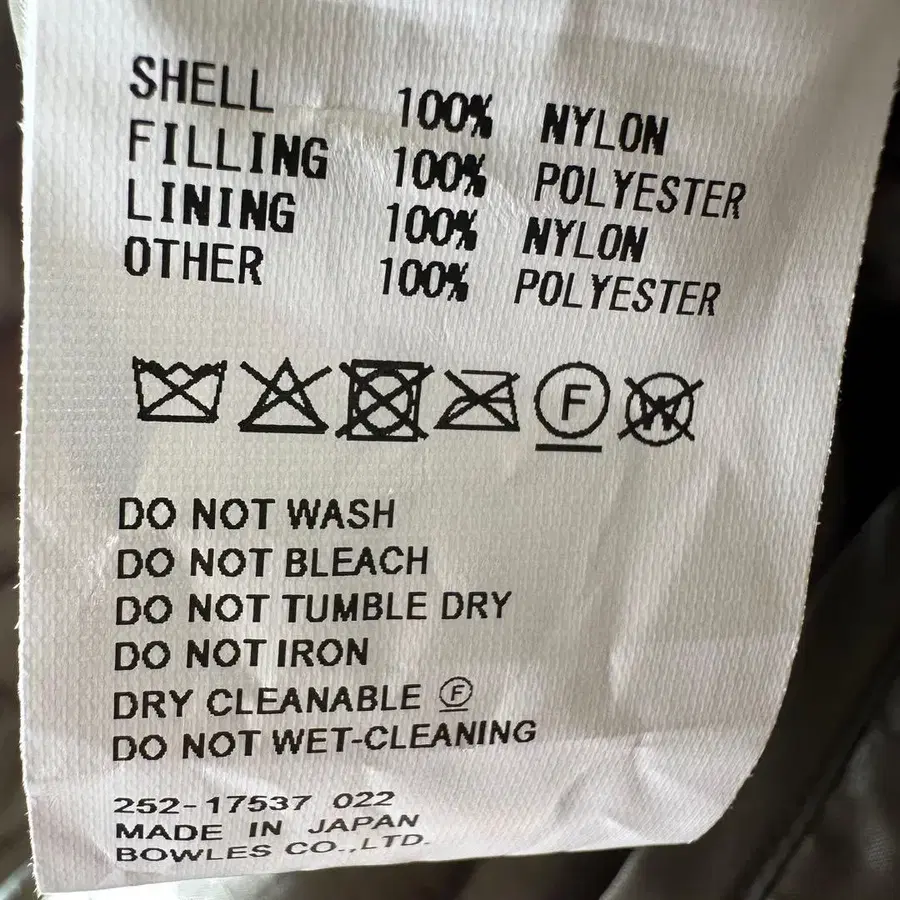 SHELL 100% NYLON
FILLING 100% POLYESTER
LINING 100% NYLON
OTHER 100% POLYESTER
F W
DO NOT WASH
DO NOT BLEACH
DO NOT TUMBLE DRY
DO NOT IRON
DRY CLEANABLE Ⓕ
DO NOT WET-CLEANING
252-17537 022
MADE IN JAPAN
BOWLES CO.,LTD.